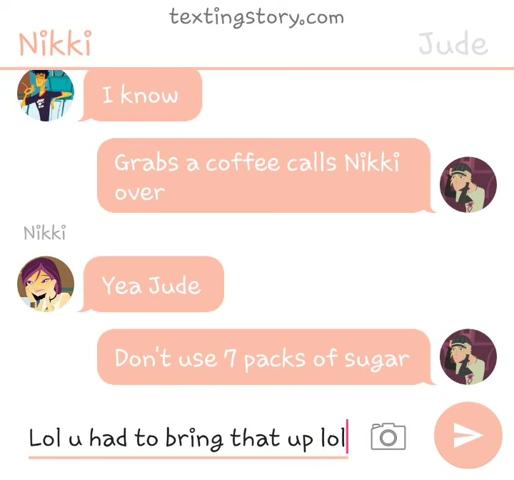 textingstory.com
Nikki
Jude
I know
Grabs a coffee calls Nikki
over
Nikki
Yea Jude
Don't use 7 packs of sugar
Lol u had to bring that up lol